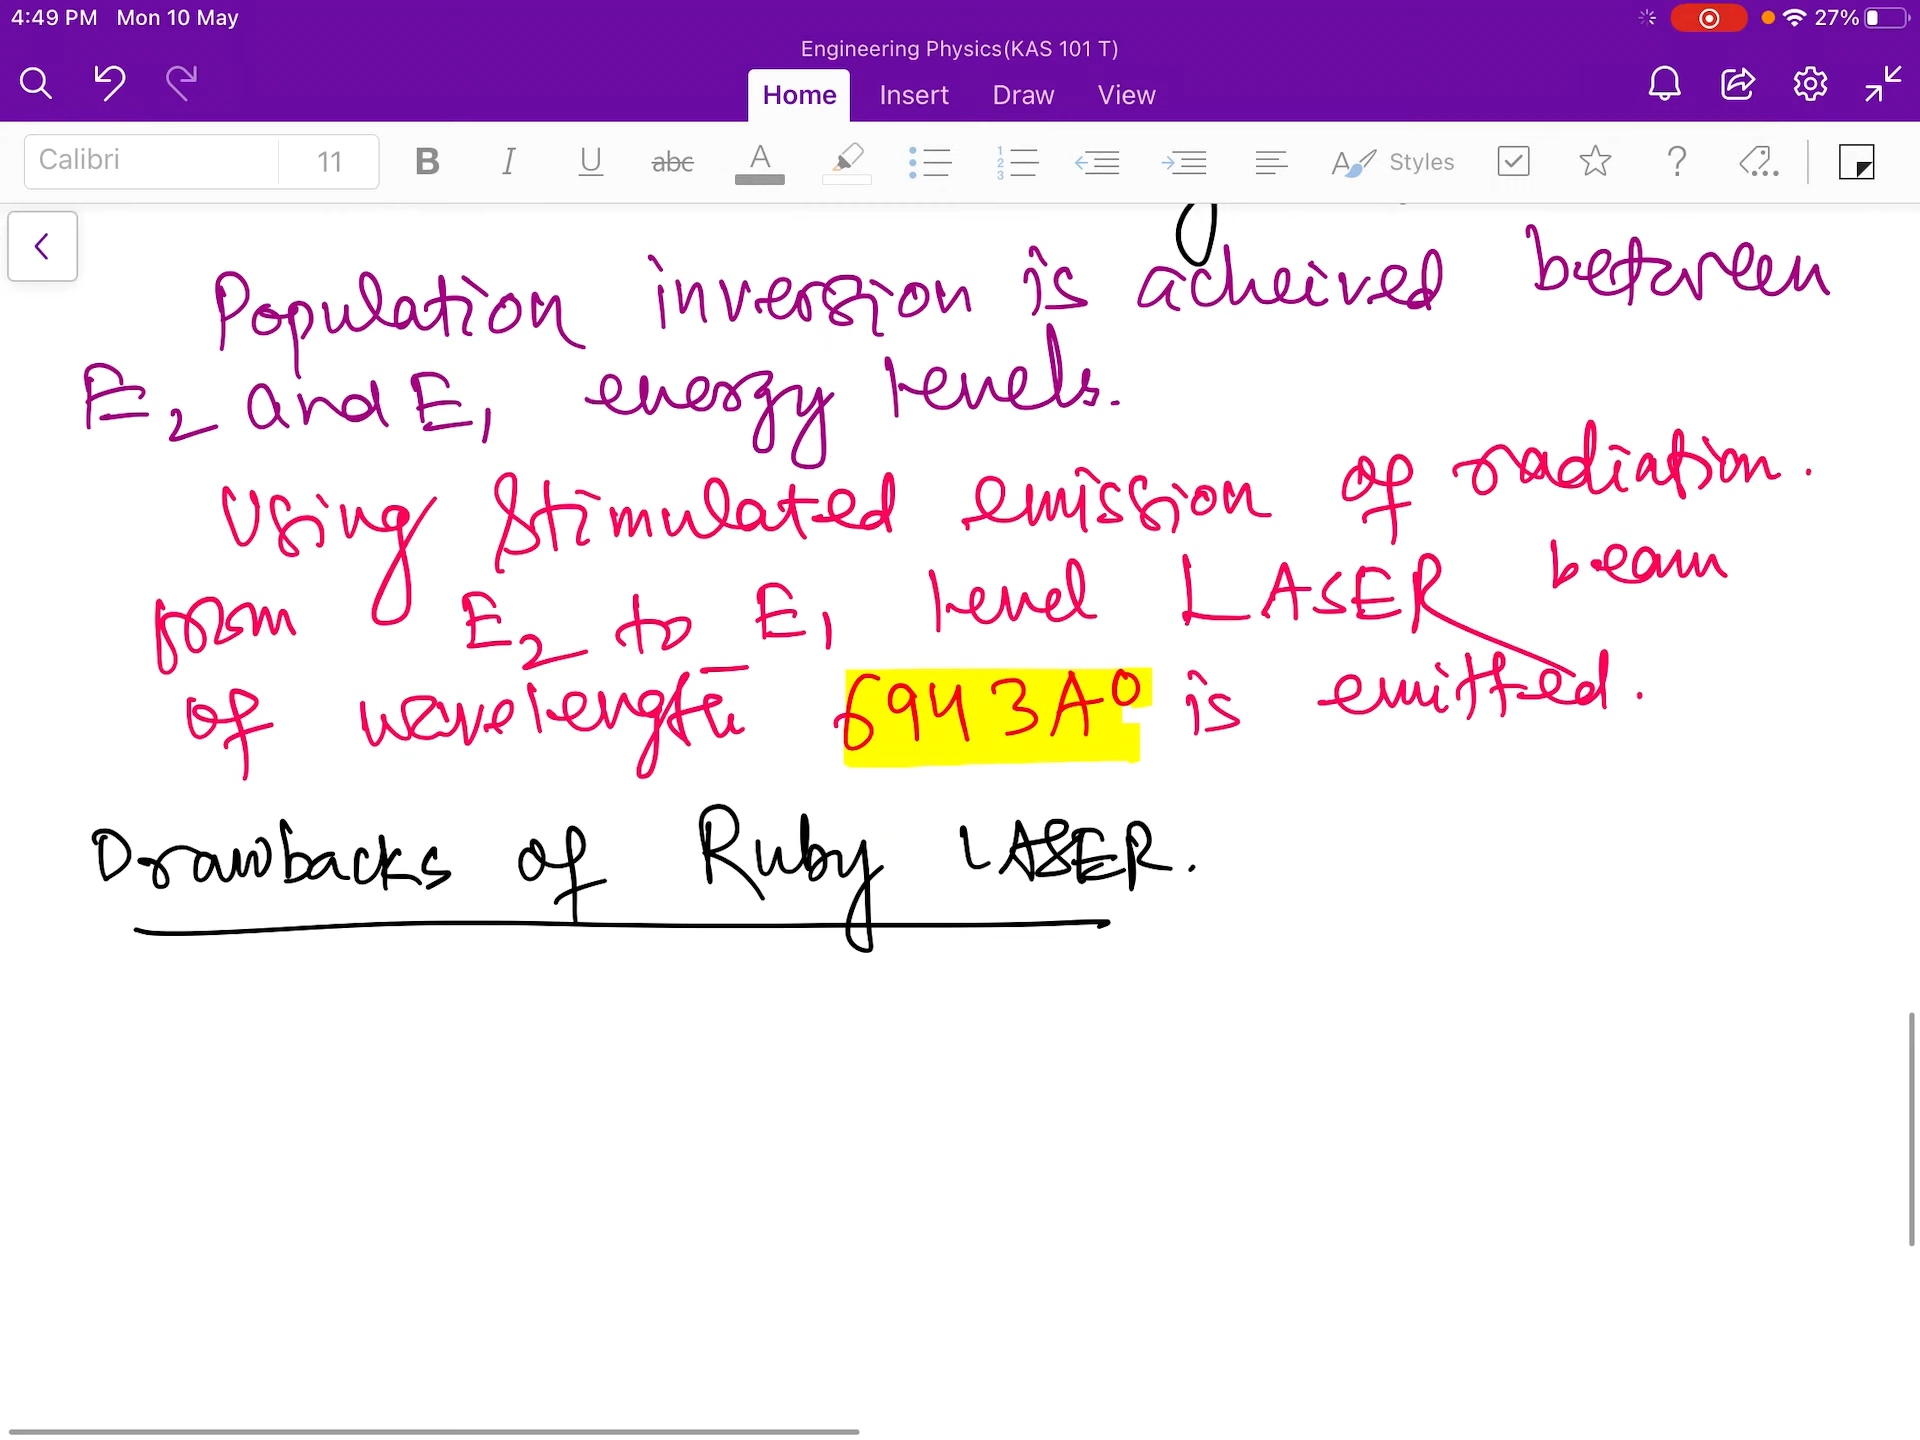 4:49 PM Mon 10 May
27%
Engineering Physics(KAS 101 T)
Home Insert Draw View
Calibri 11 B I U abc A Styles
Population inversion is acheived between
E2 and E1 energy levels.
Using Stimulated emission of radiation.
from E2 to E1 level LASER beam
of wavelength 6943A° is emitted.
Drawbacks of Ruby LASER.